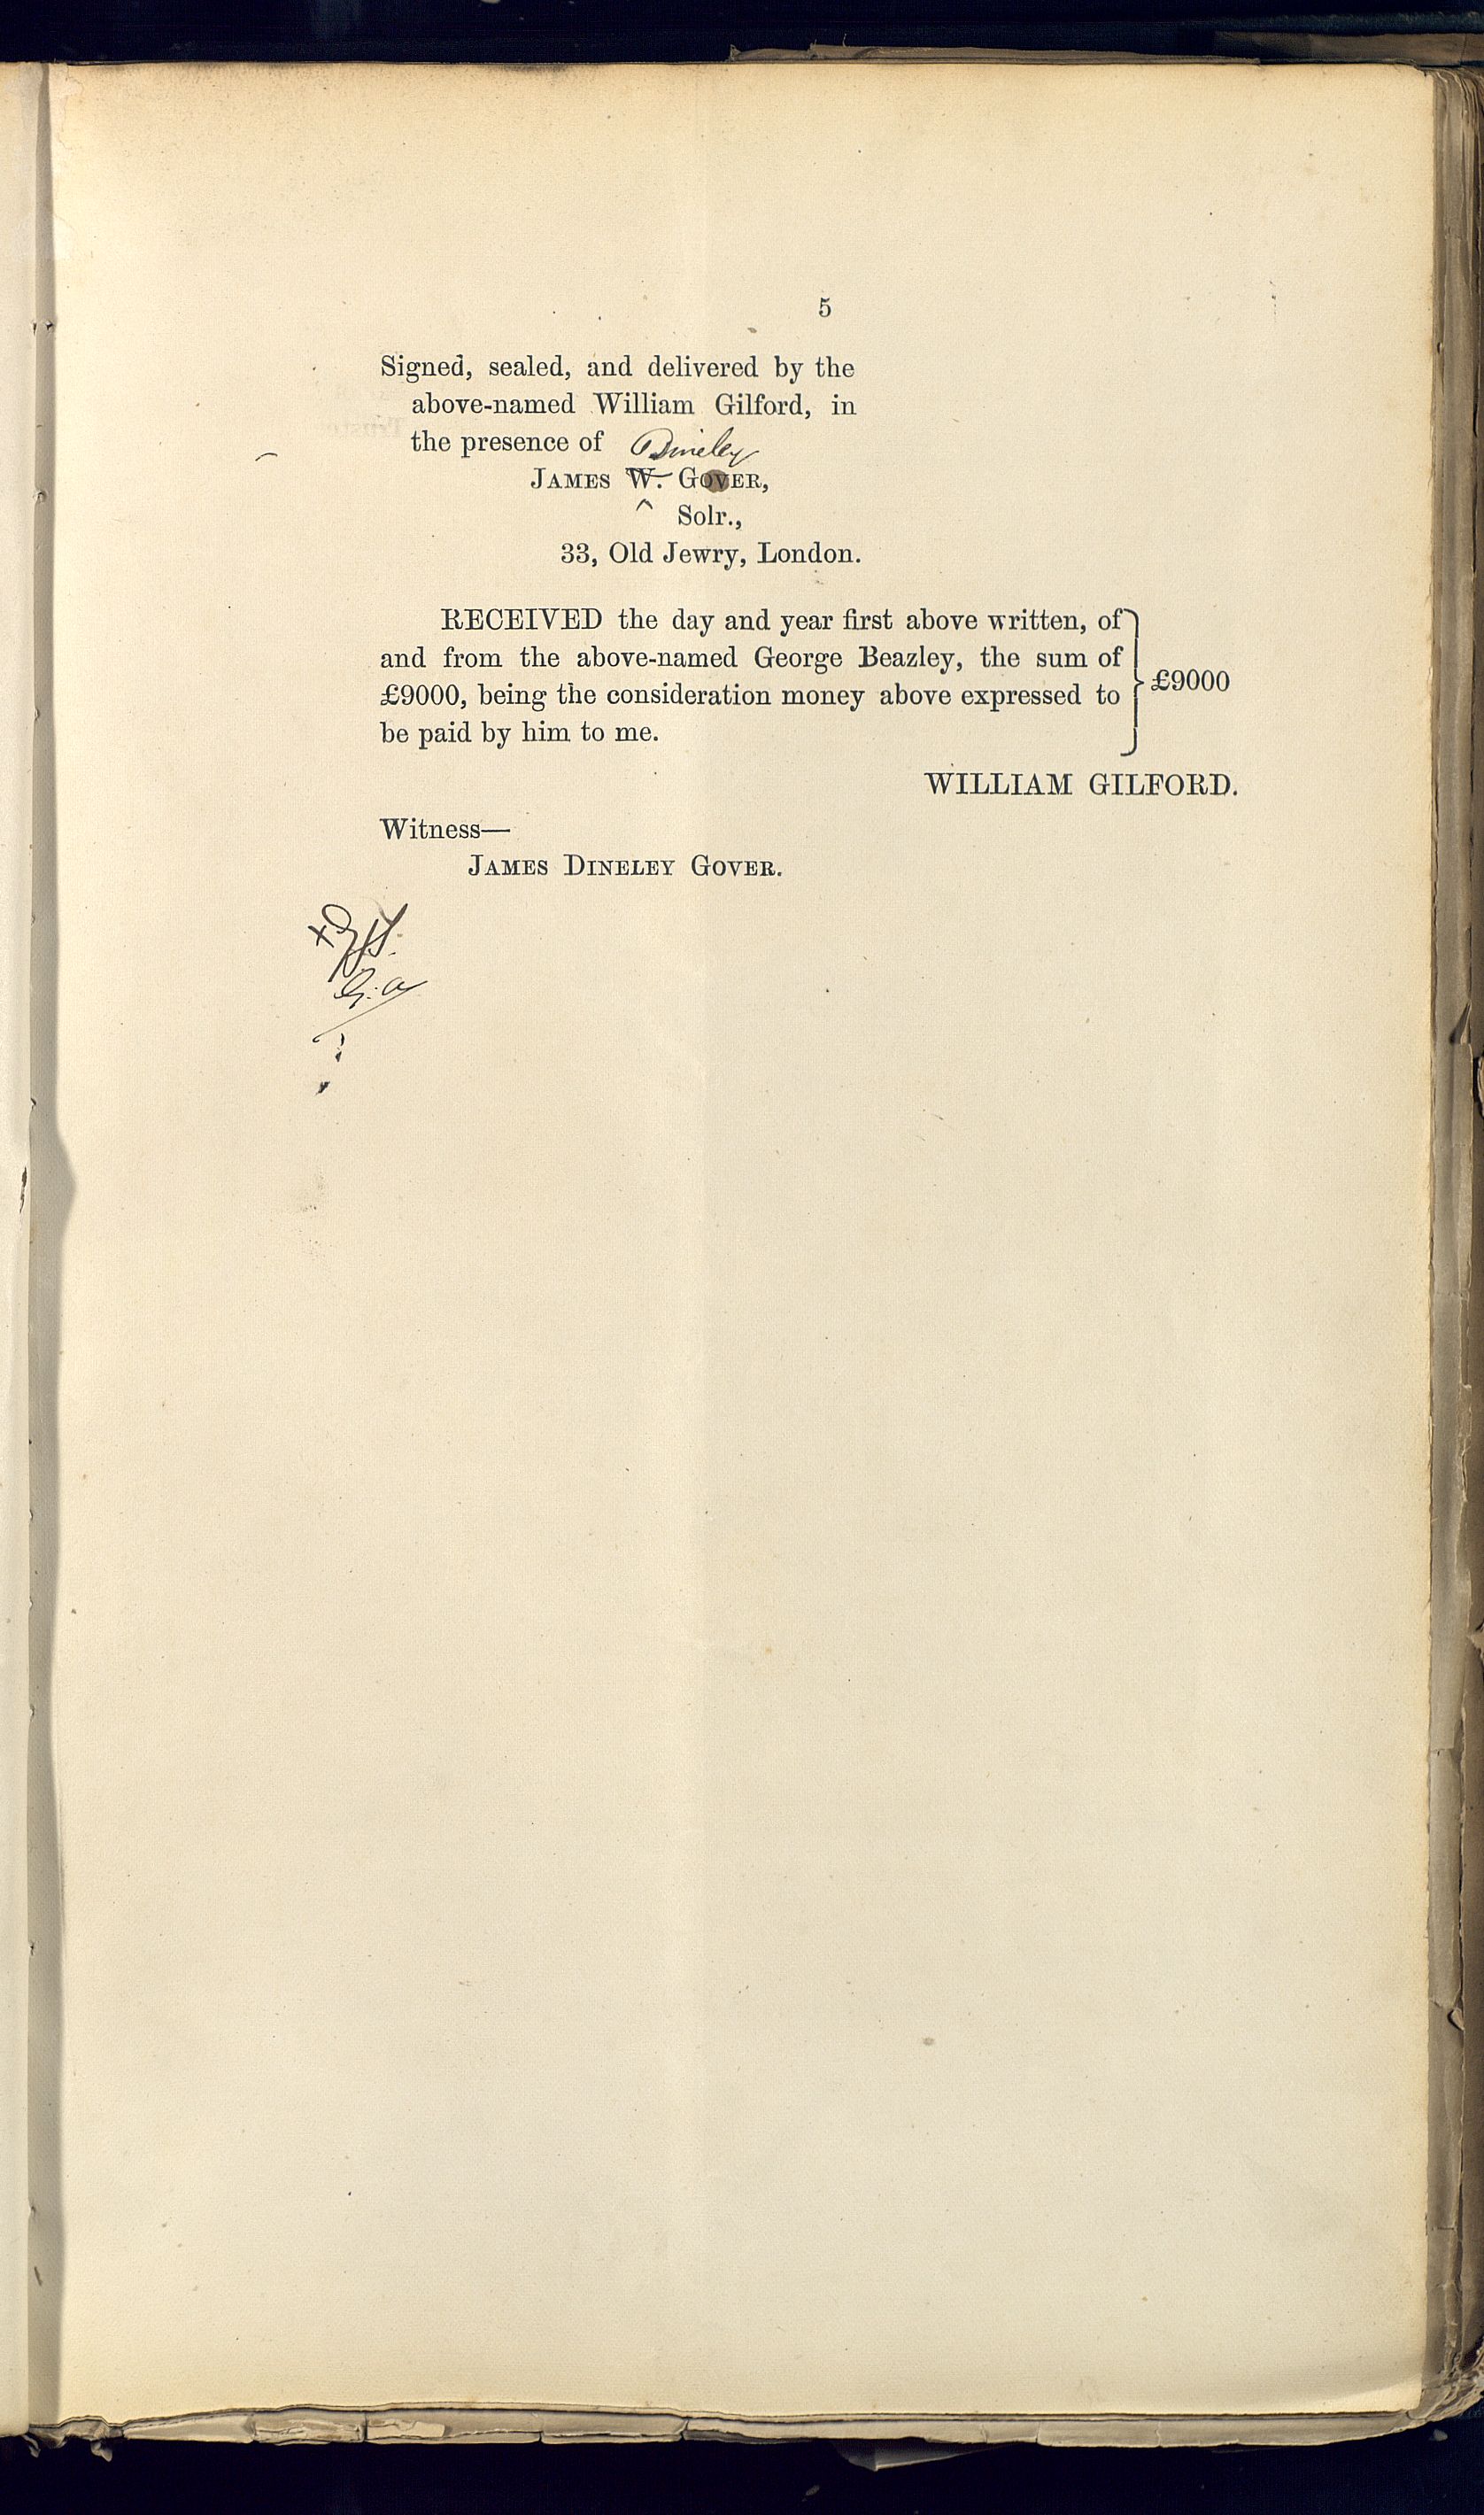 5
Signed, sealed, and delivered by the
above-named William Gilford, in
the presence of Dineley
JAMES W. GOVER,
^ Solr.,
33, Old Jewry, London.
RECEIVED the day and year first above written, of
and from the above-named George Beazley, the sum of
£9000, being the consideration money above expressed to
be paid by him to me.
£9000
WILLIAM GILFORD.
Witness—
JAMES DINELEY GOVER.